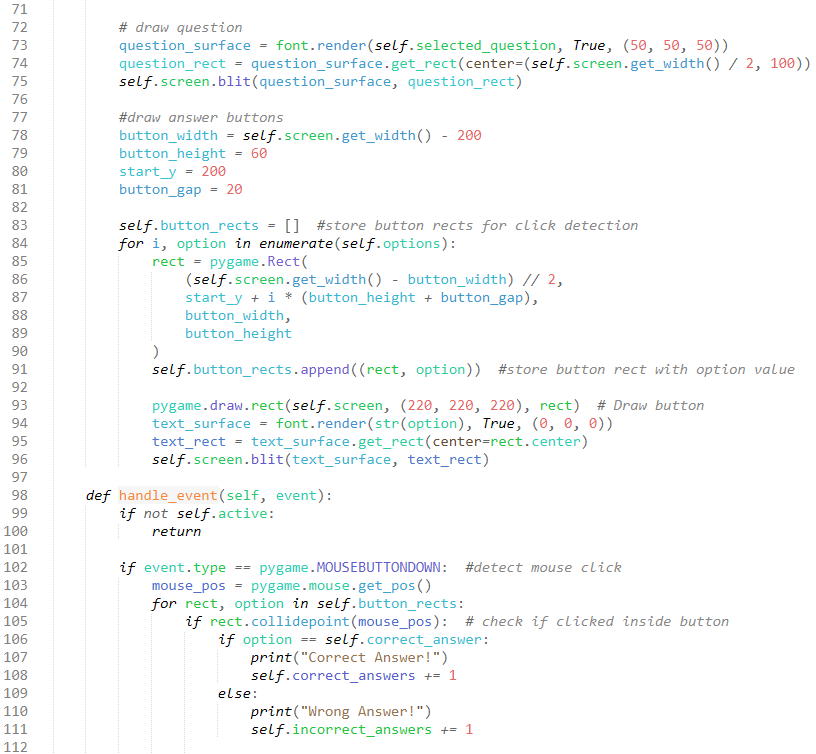 71
72 # draw question
73 question_surface = font.render(self.selected_question, True, (50, 50, 50))
74 question_rect = question_surface.get_rect(center=(self.screen.get_width() / 2, 100))
75 self.screen.blit(question_surface, question_rect)
76
77 #draw answer buttons
78 button_width = self.screen.get_width() - 200
79 button_height = 60
80 start_y = 200
81 button_gap = 20
82
83 self.button_rects = []  #store button rects for click detection
84 for i, option in enumerate(self.options):
85 rect = pygame.Rect(
86 (self.screen.get_width() - button_width) // 2,
87 start_y + i * (button_height + button_gap),
88 button_width,
89 button_height
90 )
91 self.button_rects.append((rect, option))  #store button rect with option value
92
93 pygame.draw.rect(self.screen, (220, 220, 220), rect)  # Draw button
94 text_surface = font.render(str(option), True, (0, 0, 0))
95 text_rect = text_surface.get_rect(center=rect.center)
96 self.screen.blit(text_surface, text_rect)
97
98 def handle_event(self, event):
99 if not self.active:
100 return
101
102 if event.type == pygame.MOUSEBUTTONDOWN:  #detect mouse click
103 mouse_pos = pygame.mouse.get_pos()
104 for rect, option in self.button_rects:
105 if rect.collidepoint(mouse_pos):  # check if clicked inside button
106 if option == self.correct_answer:
107 print("Correct Answer!")
108 self.correct_answers += 1
109 else:
110 print("Wrong Answer!")
111 self.incorrect_answers += 1
112